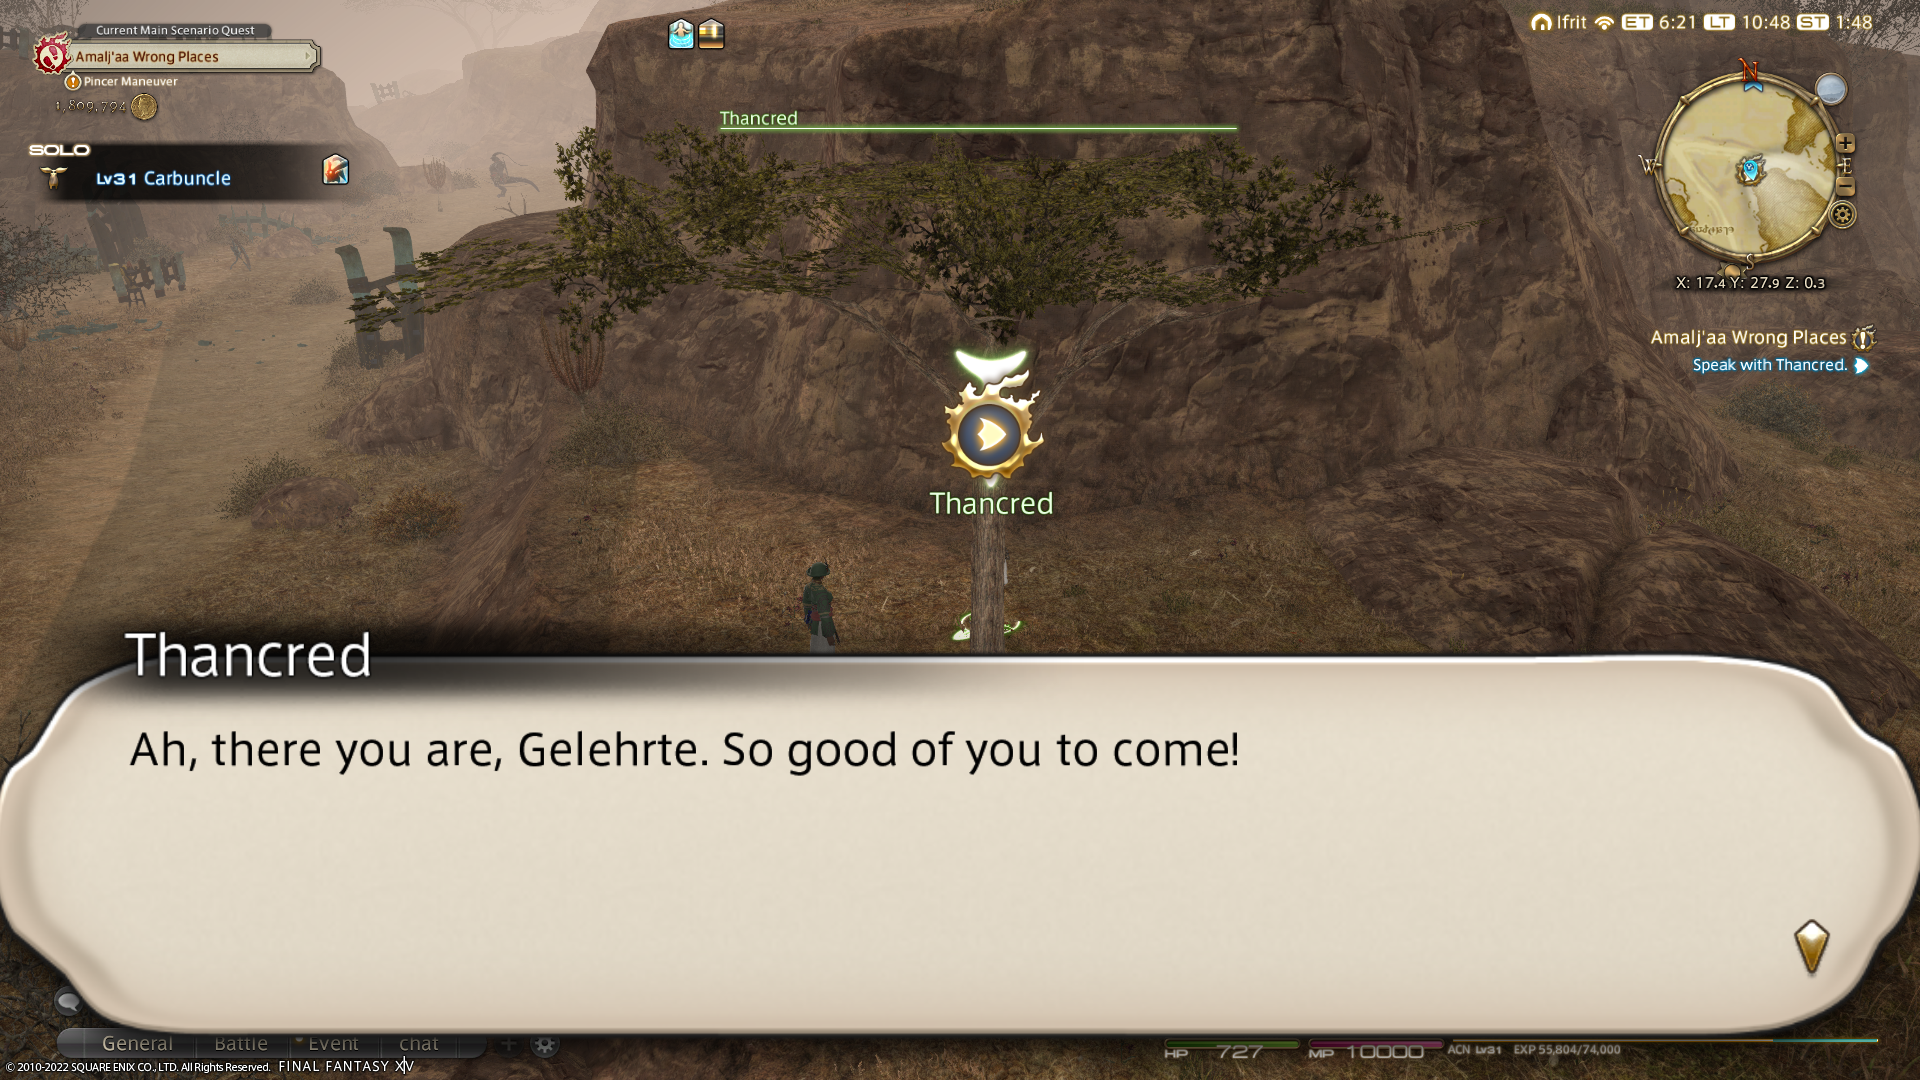 Current Main Scenario Quest
Amalj'aa Wrong Places
Pincer Maneuver
1,809,794
SOLO
Lv31 Carbuncle
Thancred
Ifrit ET 6:21 LT 10:48 ST 1:48
N
W
E
S
X: 17.4 Y: 27.9 Z: 0.3
Amalj'aa Wrong Places
Speak with Thancred.
Thancred
Thancred
Ah, there you are, Gelehrte. So good of you to come!
General Battle Event chat
HP 727 MP 10000 ACN Lv31 EXP 55,804/74,000
© 2010-2022 SQUARE ENIX CO., LTD. All Rights Reserved. FINAL FANTASY XIV